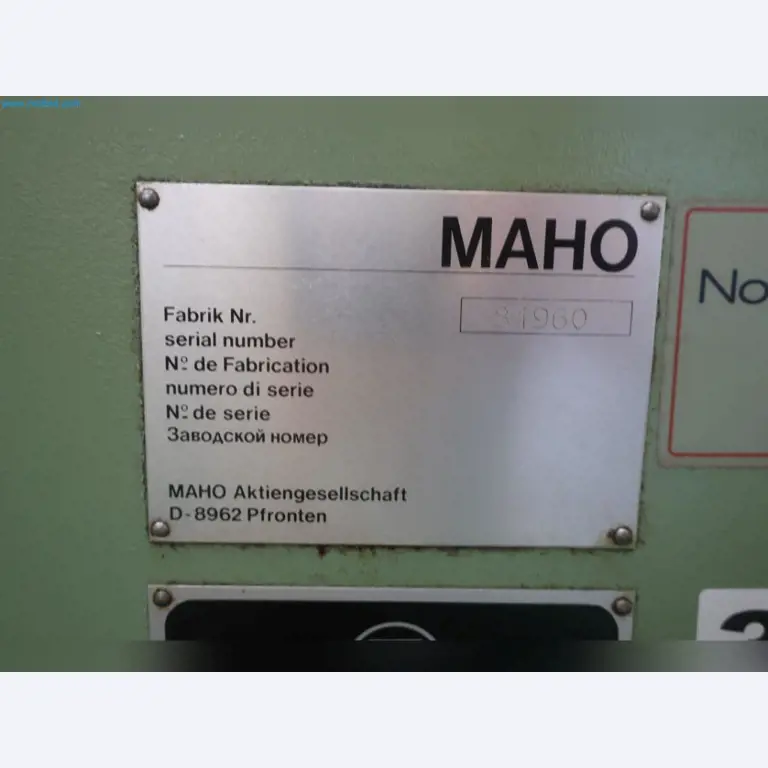 MAHO
Fabrik Nr. 84960
serial number
Nº de Fabrication
numero di serie
Nº de serie
Заводской номер
MAHO Aktiengesellschaft
D-8962 Pfronten
No